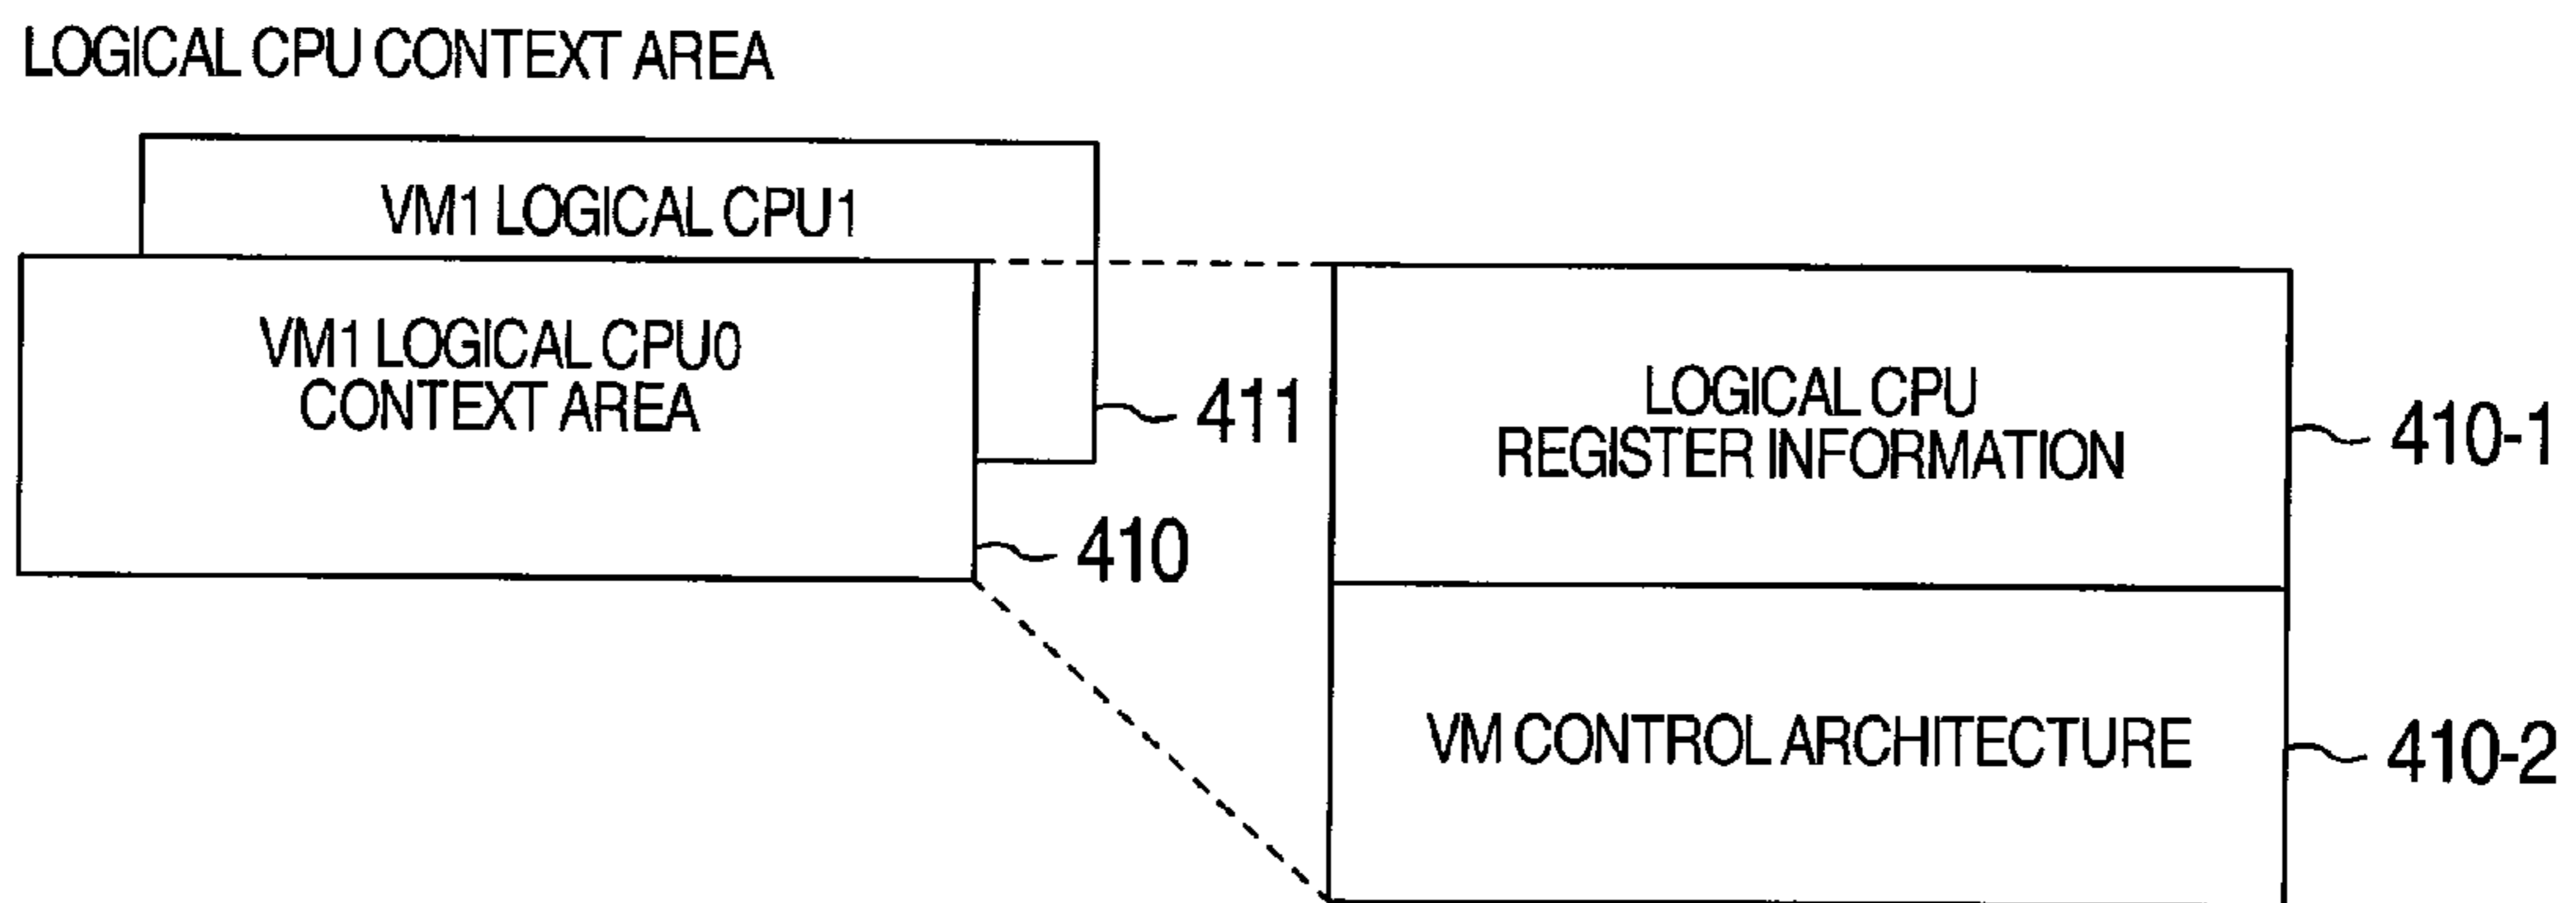 LOGICAL CPU CONTEXT AREA
VM1 LOGICAL CPU1
VM1 LOGICAL CPU0
CONTEXT AREA
411
410
LOGICAL CPU
REGISTER INFORMATION
410-1
VM CONTROL ARCHITECTURE
410-2